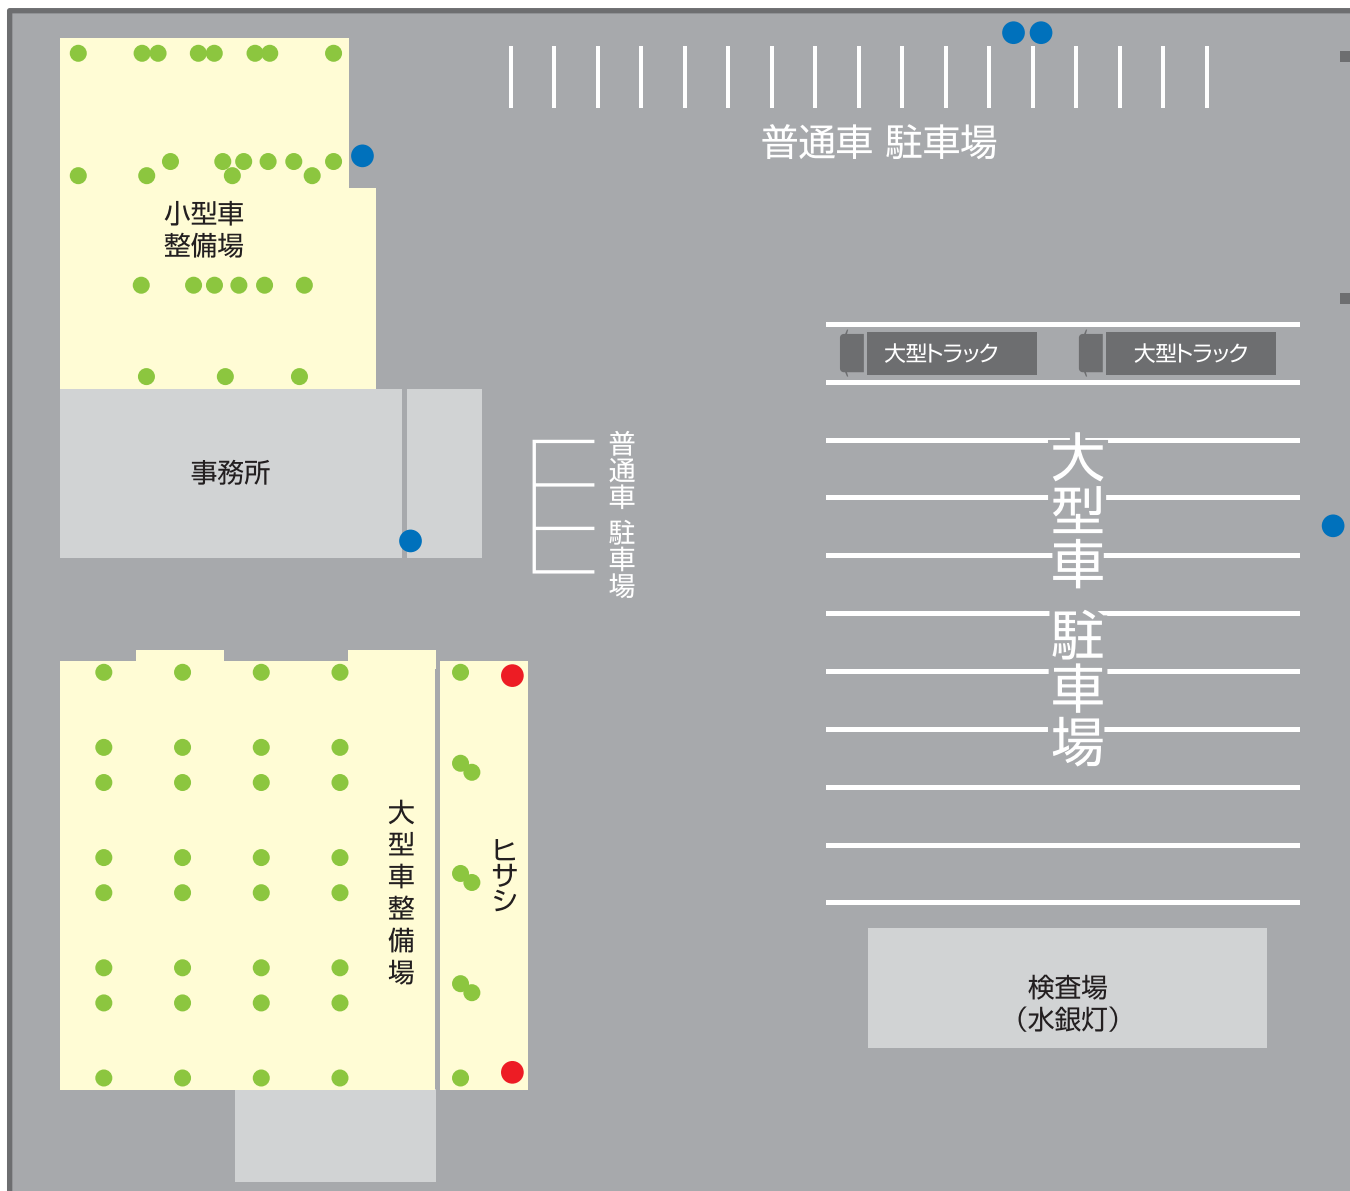 普通車 駐車場
小型車
整備場
大型トラック
大型トラック
事務所
普通車 駐車場
大型車 駐車場
大型車整備場
ヒサシ
検査場
（水銀灯）